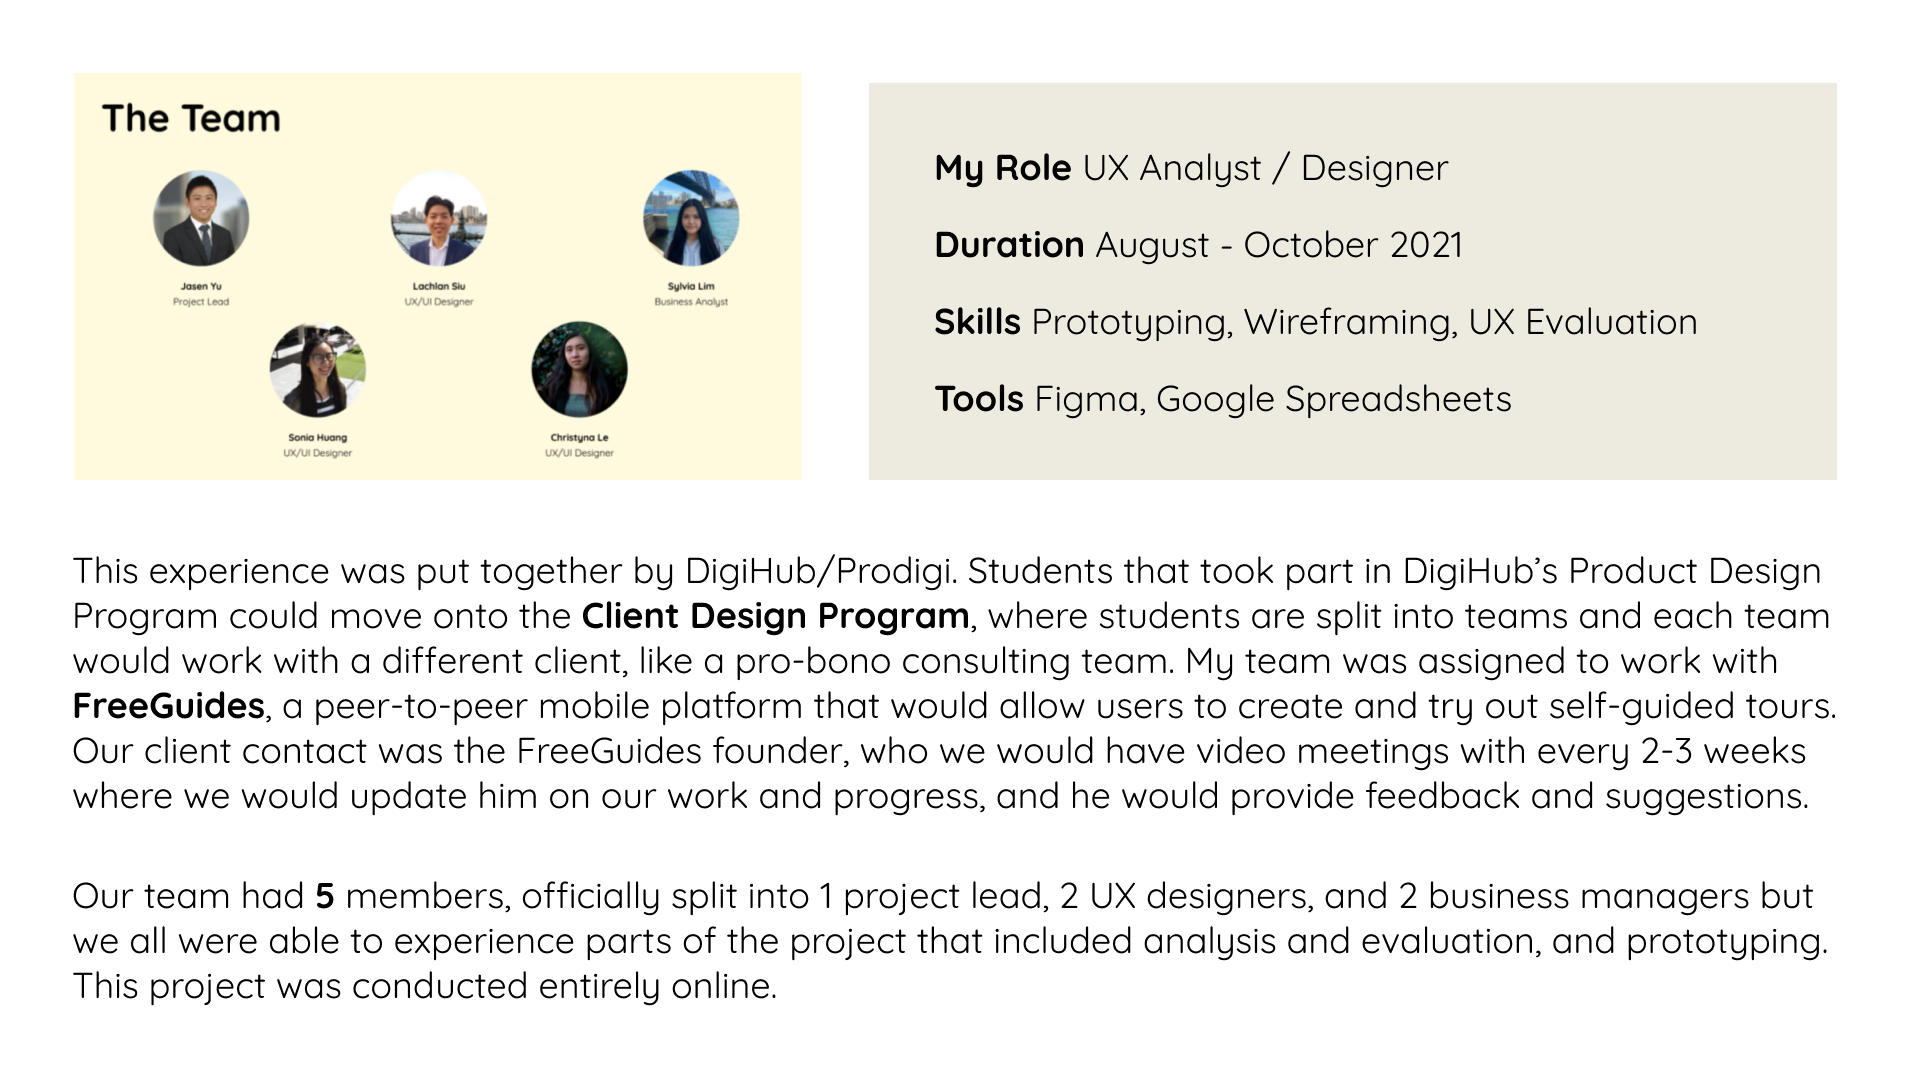 The Team
Jasen Yu
Project Lead
Lachlan Siu
UX/UI Designer
Sylvia Lim
Business Analyst
Sonia Huang
UX/UI Designer
Christyna Le
UX/UI Designer
My Role UX Analyst / Designer
Duration August - October 2021
Skills Prototyping, Wireframing, UX Evaluation
Tools Figma, Google Spreadsheets
This experience was put together by DigiHub/Prodigi. Students that took part in DigiHub’s Product Design
Program could move onto the Client Design Program, where students are split into teams and each team
would work with a different client, like a pro-bono consulting team. My team was assigned to work with
FreeGuides, a peer-to-peer mobile platform that would allow users to create and try out self-guided tours.
Our client contact was the FreeGuides founder, who we would have video meetings with every 2-3 weeks
where we would update him on our work and progress, and he would provide feedback and suggestions.
Our team had 5 members, officially split into 1 project lead, 2 UX designers, and 2 business managers but
we all were able to experience parts of the project that included analysis and evaluation, and prototyping.
This project was conducted entirely online.